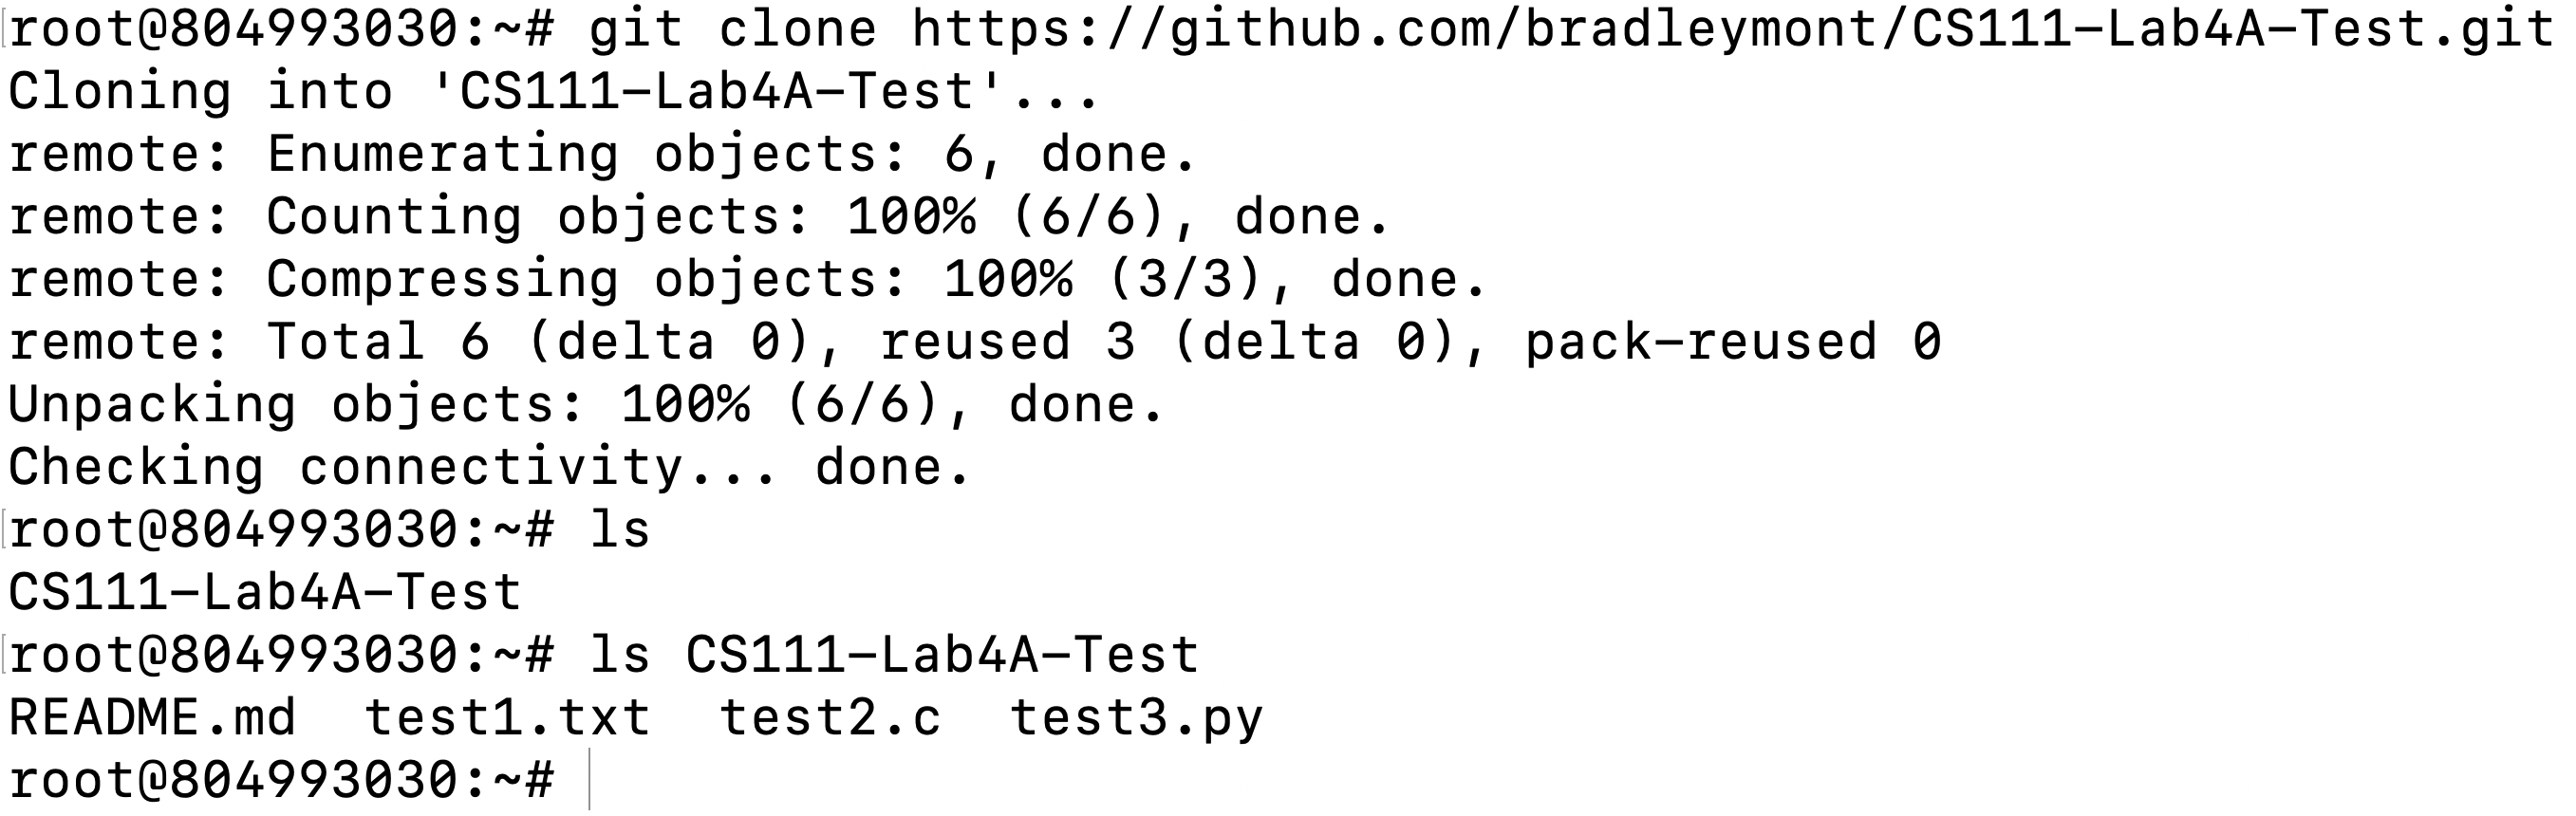 root@804993030:~# git clone https://github.com/bradleymont/CS111-Lab4A-Test.git
Cloning into 'CS111-Lab4A-Test'...
remote: Enumerating objects: 6, done.
remote: Counting objects: 100% (6/6), done.
remote: Compressing objects: 100% (3/3), done.
remote: Total 6 (delta 0), reused 3 (delta 0), pack-reused 0
Unpacking objects: 100% (6/6), done.
Checking connectivity... done.
root@804993030:~# ls
CS111-Lab4A-Test
root@804993030:~# ls CS111-Lab4A-Test
README.md  test1.txt  test2.c  test3.py
root@804993030:~#